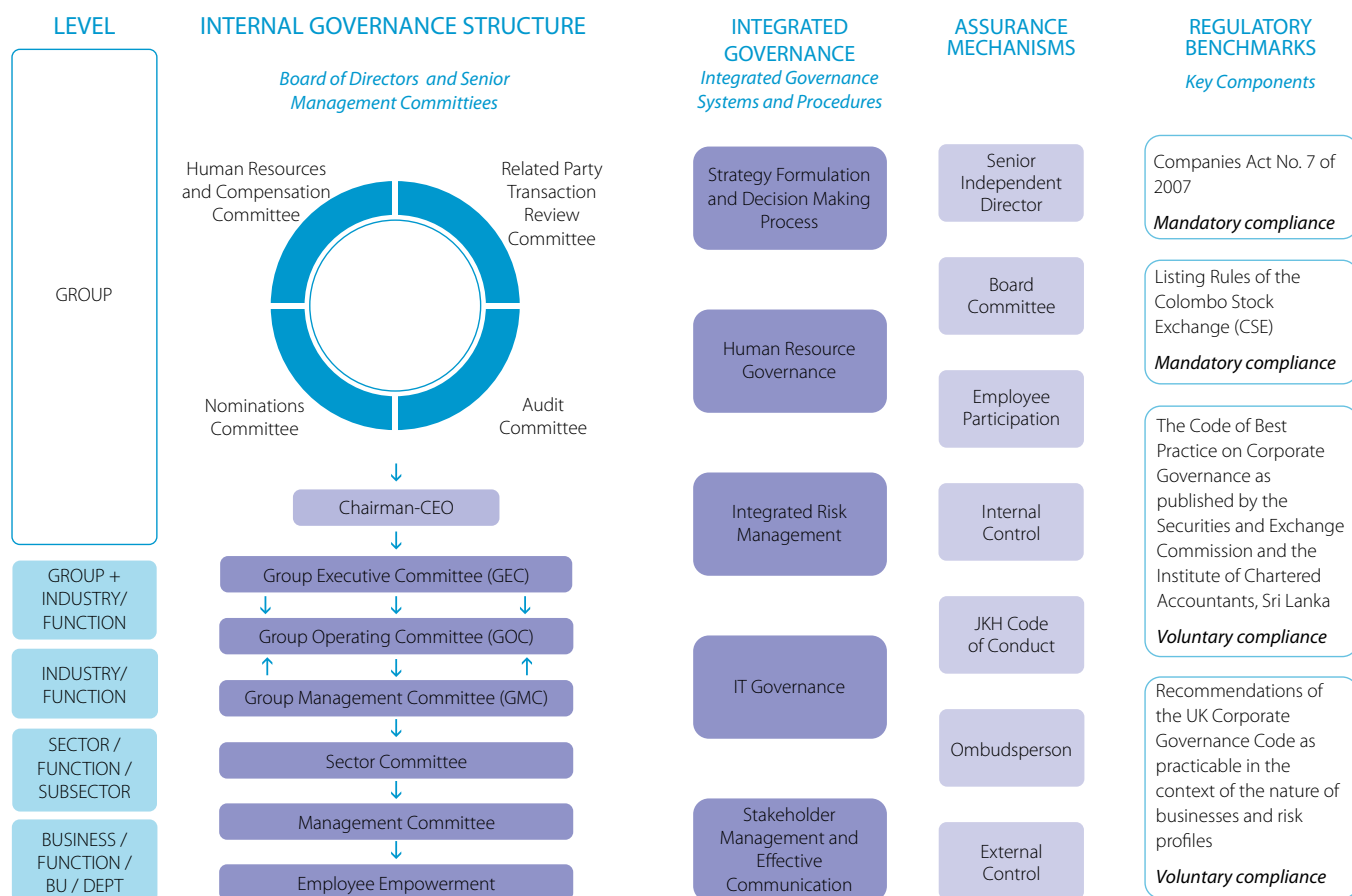 LEVEL
GROUP
GROUP +
INDUSTRY/
FUNCTION
INDUSTRY/
FUNCTION
SECTOR /
FUNCTION /
SUBSECTOR
BUSINESS /
FUNCTION /
BU / DEPT
INTERNAL GOVERNANCE STRUCTURE
Board of Directors and Senior
Management Committiees
Human Resources
and Compensation
Committee
Related Party
Transaction
Review
Committee
Nominations
Committee
Audit
Committee
Chairman-CEO
Group Executive Committee (GEC)
Group Operating Committee (GOC)
Group Management Committee (GMC)
Sector Committee
Management Committee
Employee Empowerment
INTEGRATED
GOVERNANCE
Integrated Governance
Systems and Procedures
Strategy Formulation
and Decision Making
Process
Human Resource
Governance
Integrated Risk
Management
IT Governance
Stakeholder
Management and
Effective
Communication
ASSURANCE
MECHANISMS
Senior
Independent
Director
Board
Committee
Employee
Participation
Internal
Control
JKH Code
of Conduct
Ombudsperson
External
Control
REGULATORY
BENCHMARKS
Key Components
Companies Act No. 7 of
2007
Mandatory compliance
Listing Rules of the
Colombo Stock
Exchange (CSE)
Mandatory compliance
The Code of Best
Practice on Corporate
Governance as
published by the
Securities and Exchange
Commission and the
Institute of Chartered
Accountants, Sri Lanka
Voluntary compliance
Recommendations of
the UK Corporate
Governance Code as
practicable in the
context of the nature of
businesses and risk
profiles
Voluntary compliance